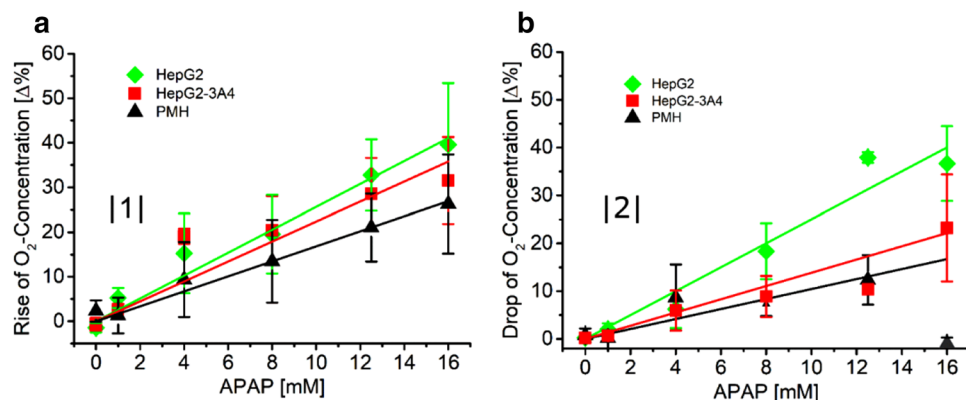 a
Rise of O₂-Concentration [Δ%]
60
50
40
30
20
10
0
HepG2
HepG2-3A4
PMH
|1|
0 2 4 6 8 10 12 14 16
APAP [mM]
b
Drop of O₂-Concentration [Δ%]
60
50
40
30
20
10
0
HepG2
HepG2-3A4
PMH
|2|
0 2 4 6 8 10 12 14 16
APAP [mM]